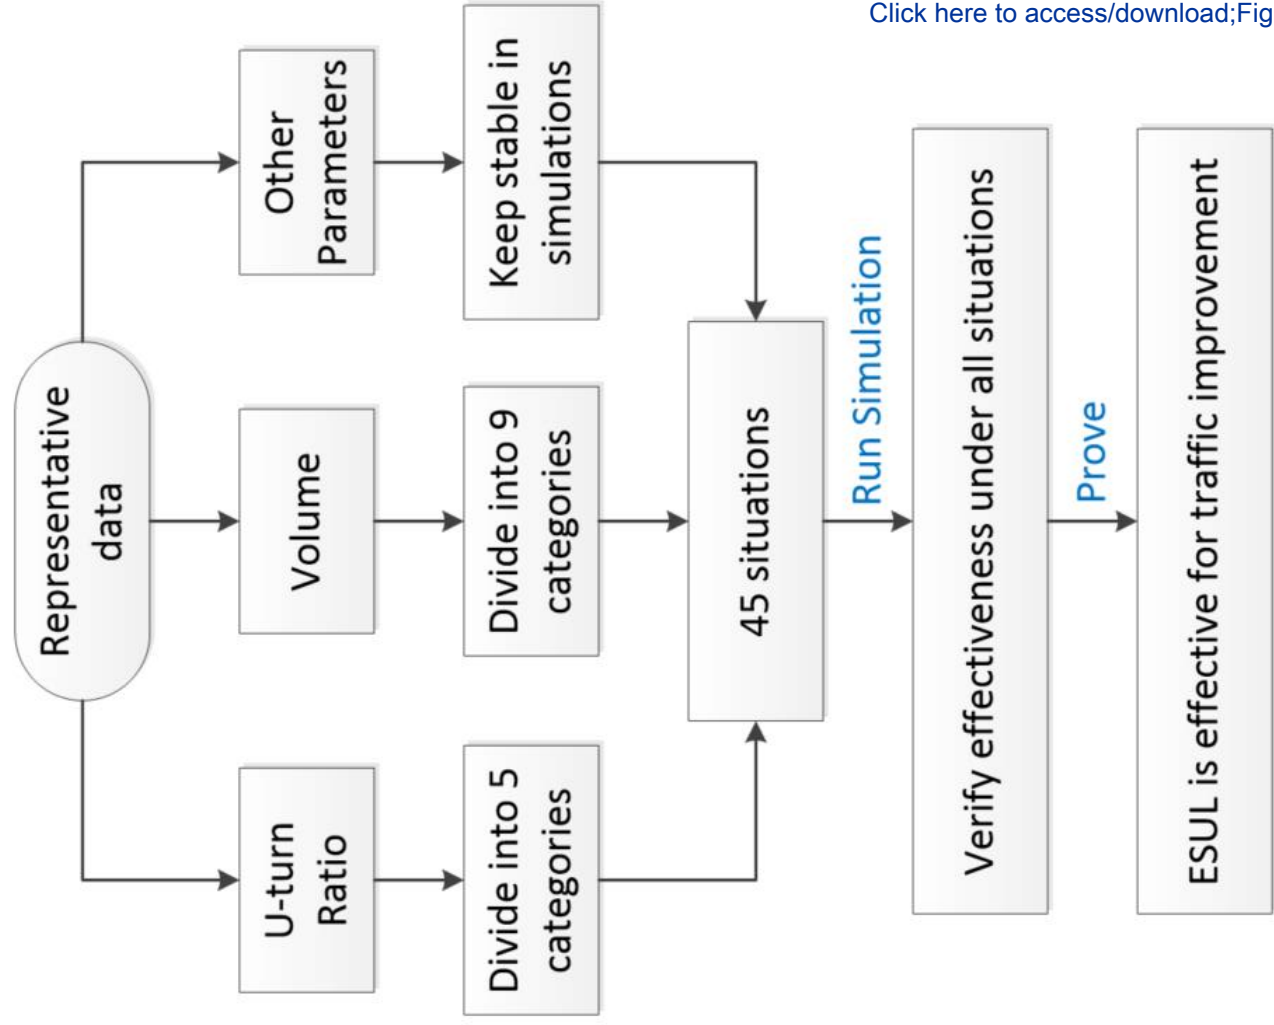 Click here to access/download;Fig
Representative
data
U-turn
Ratio
Volume
Other
Parameters
Divide into 5
categories
Divide into 9
categories
Keep stable in
simulations
45 situations
Run Simulation
Verify effectiveness under all situations
Prove
ESUL is effective for traffic improvement